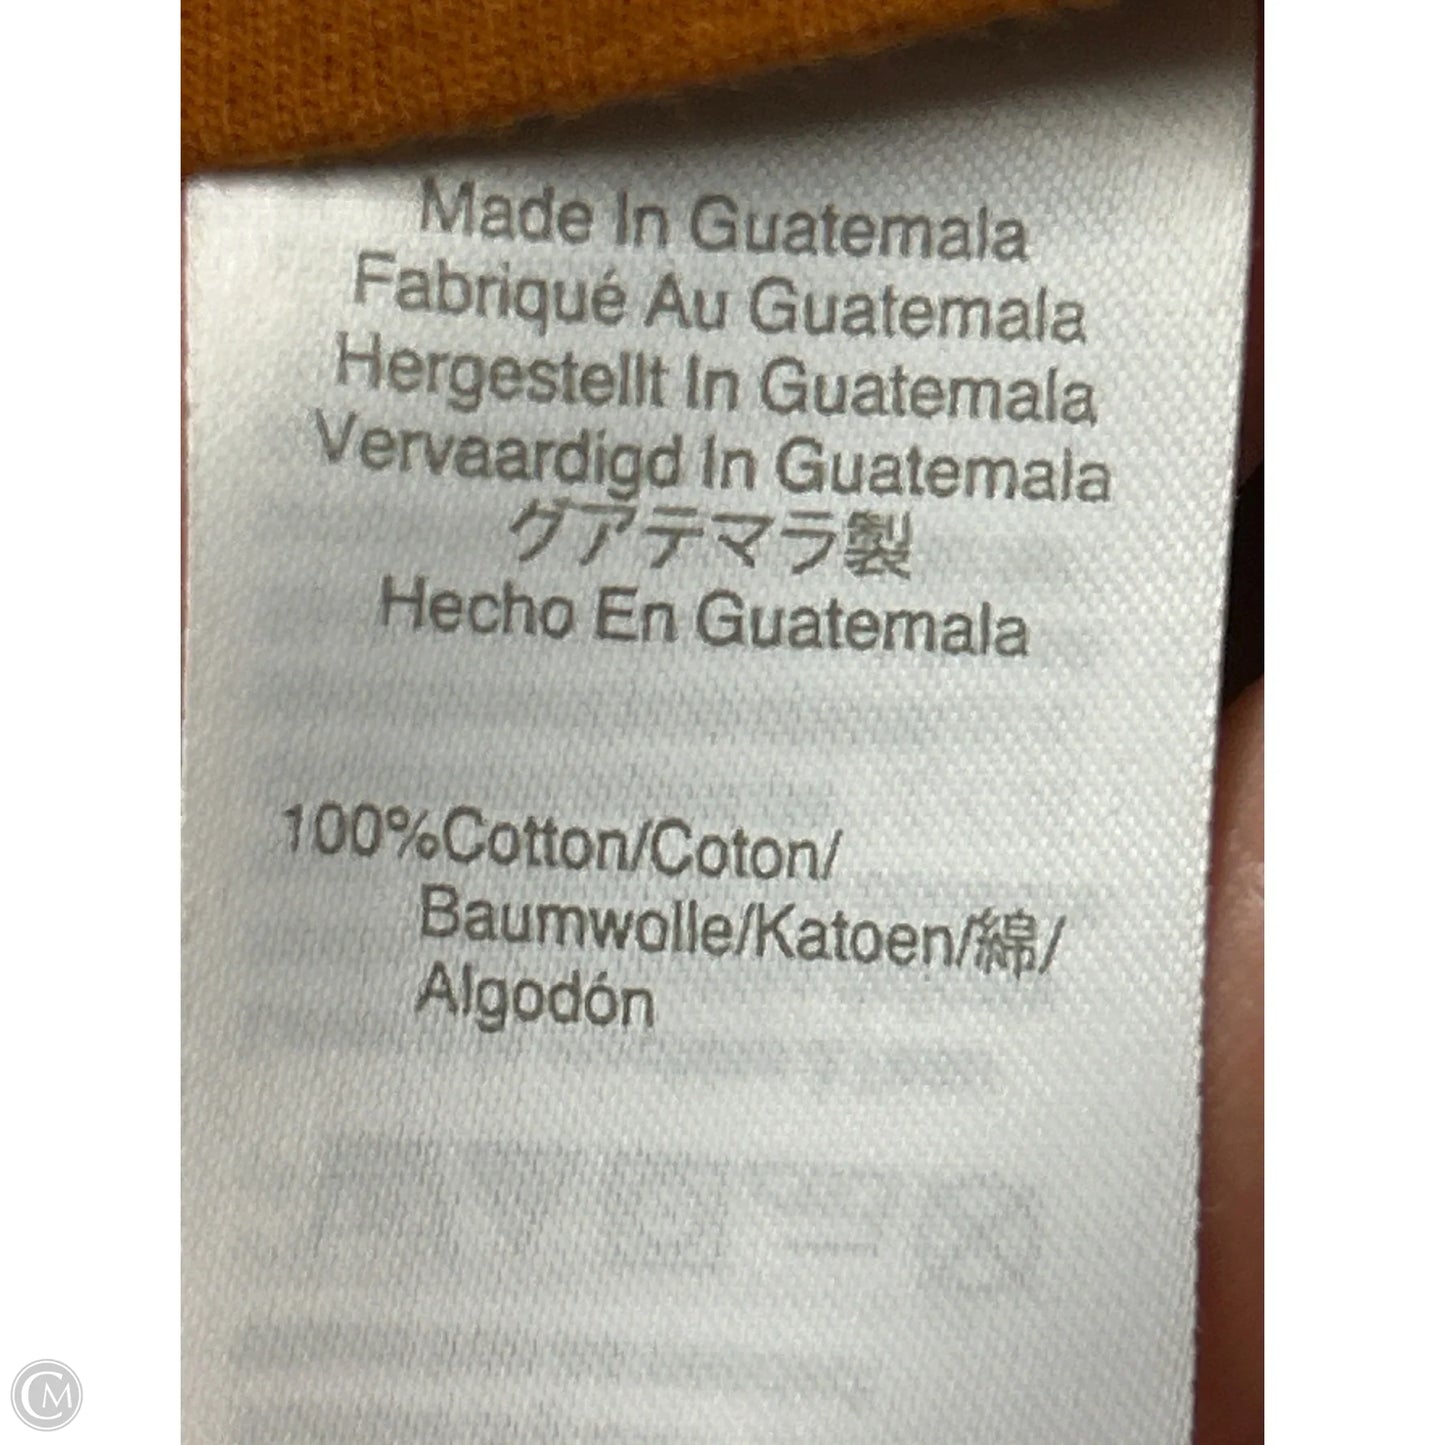 Made In Guatemala
Fabriqué Au Guatemala
Hergestellt In Guatemala
Vervaardigd In Guatemala
グアテマラ製
Hecho En Guatemala
100%Cotton/Coton/
Baumwolle/Katoen/綿/
Algodón
CM